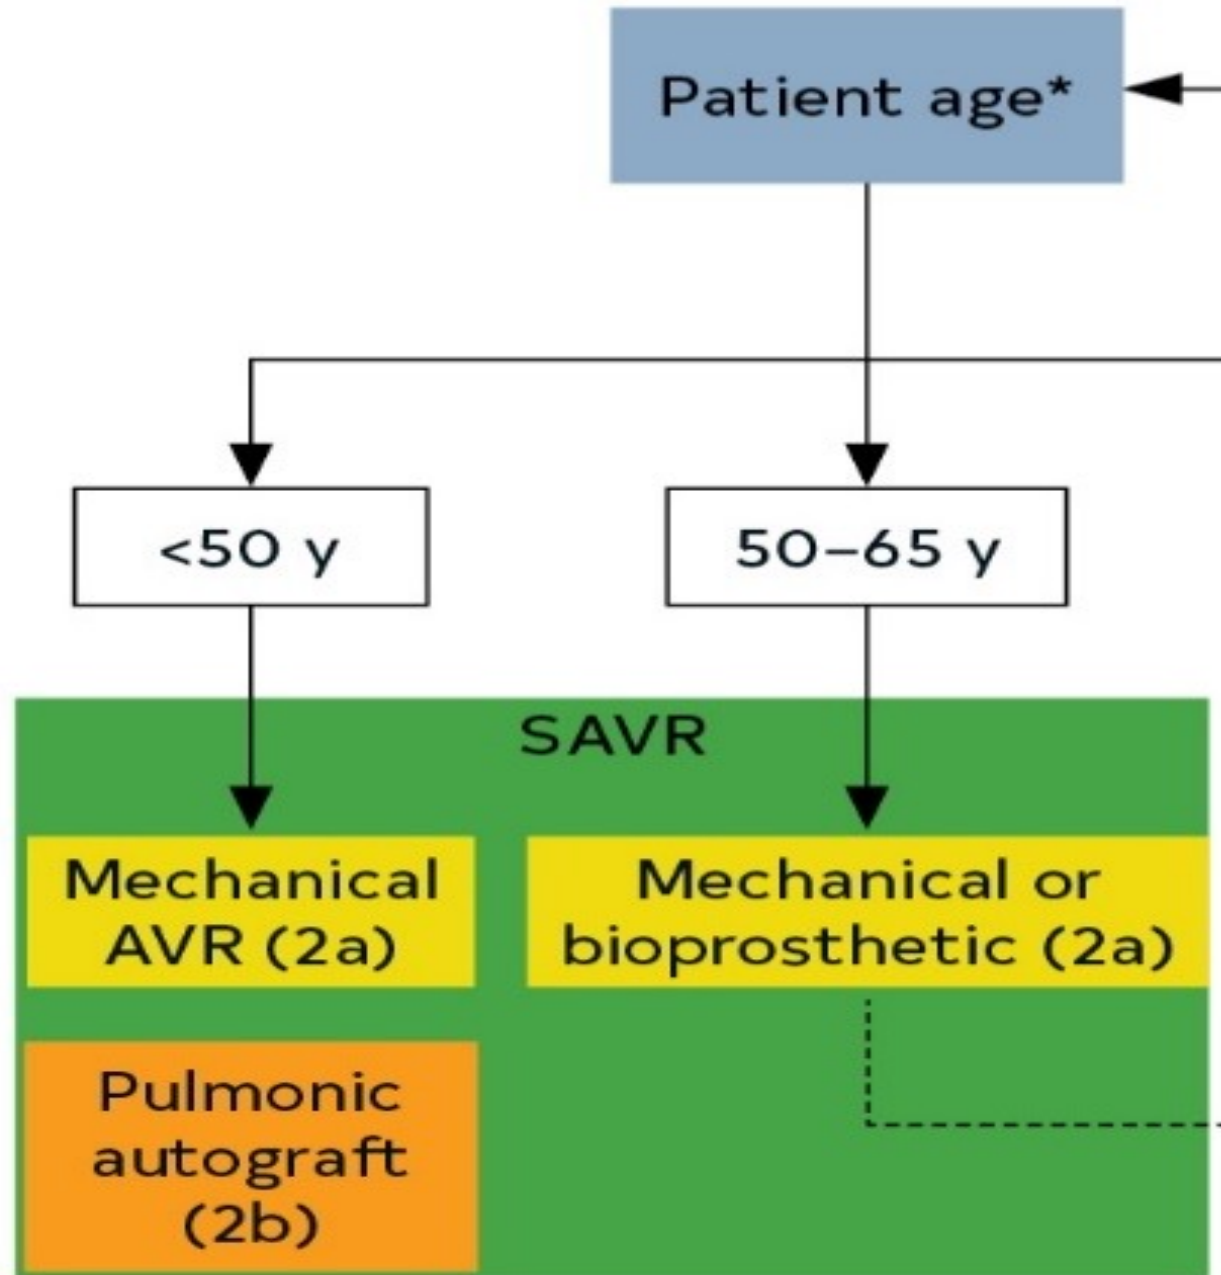 Patient age*
<50 y
50–65 y
SAVR
Mechanical
AVR (2a)
Mechanical or
bioprosthetic (2a)
Pulmonic
autograft
(2b)